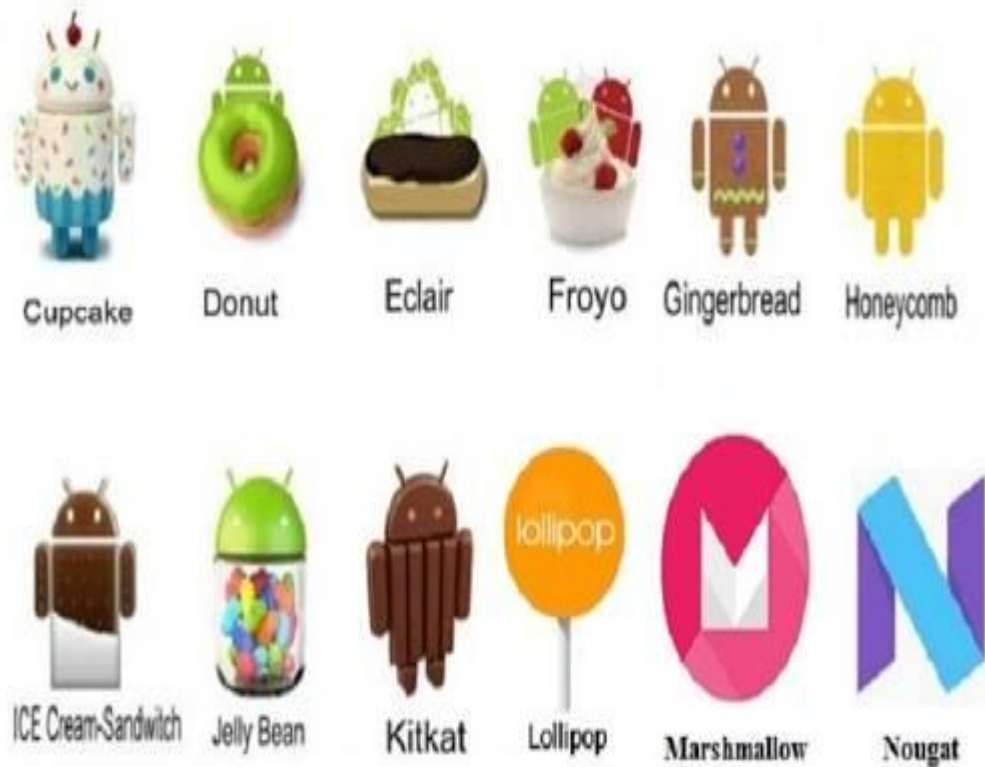 Cupcake
Donut
Eclair
Froyo
Gingerbread
Honeycomb
lollipop
ICE Cream-Sandwitch
Jelly Bean
Kitkat
Lollipop
Marshmallow
Nougat